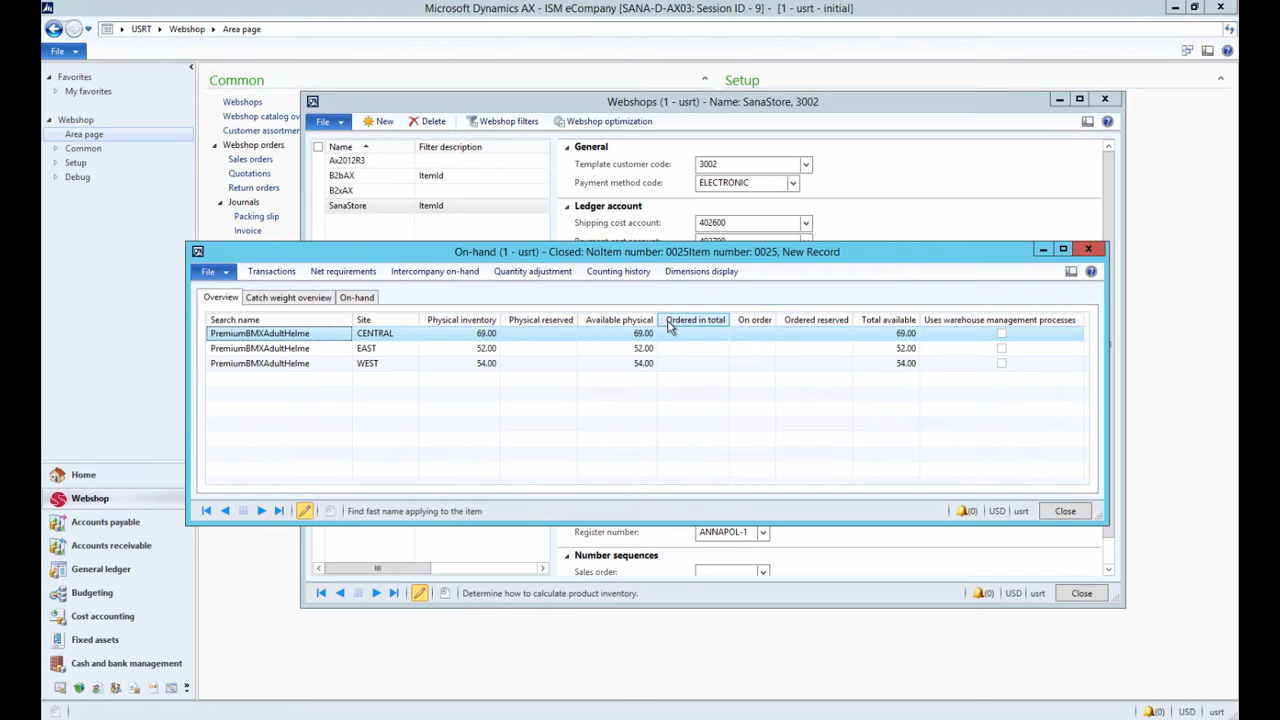 Microsoft Dynamics AX - ISM eCompany [SANA-D-AX03: Session ID - 9] - [1 - usrt - initial]
USRT Webshop Area page
File
Favorites
My favorites
Webshop
Area page
Common
Setup
Debug
Common
Webshops
Webshop catalog ov
Customer assortmen
Webshop orders
Sales orders
Quotations
Return orders
Journals
Packing slip
Invoice
Setup
Webshops (1 - usrt) - Name: SanaStore, 3002
File New Delete Webshop filters Webshop optimization
Name Filter description
Ax2012R3
B2bAX ItemId
B2xAX
SanaStore ItemId
General
Template customer code: 3002
Payment method code: ELECTRONIC
Ledger account
Shipping cost account: 402600
On-hand (1 - usrt) - Closed: NoItem number: 0025Item number: 0025, New Record
File Transactions Net requirements Intercompany on-hand Quantity adjustment Counting history Dimensions display
Overview Catch weight overview On-hand
Search name Site Physical inventory Physical reserved Available physical Ordered in total On order Ordered reserved Total available Uses warehouse management processes
PremiumBMXAdultHelme CENTRAL 69.00 69.00 69.00
PremiumBMXAdultHelme EAST 52.00 52.00 52.00
PremiumBMXAdultHelme WEST 54.00 54.00 54.00
Find fast name applying to the item (0) USD usrt Close
Register number: ANNAPOL-1
Number sequences
Sales order:
Determine how to calculate product inventory. (0) USD usrt Close
Home
Webshop
Accounts payable
Accounts receivable
General ledger
Budgeting
Cost accounting
Fixed assets
Cash and bank management
(0) USD usrt